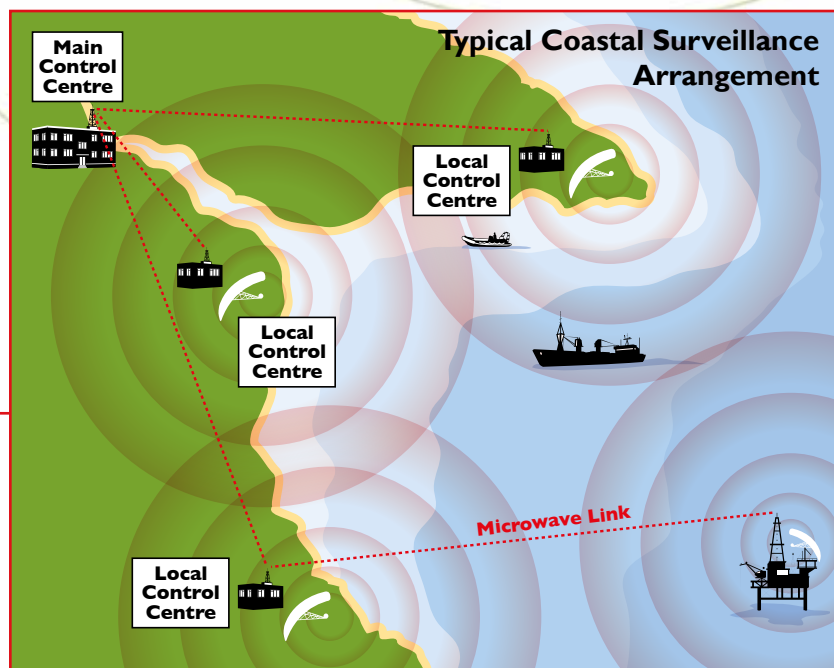 Typical Coastal Surveillance
Arrangement
Main
Control
Centre
Local
Control
Centre
Local
Control
Centre
Microwave Link
Local
Control
Centre